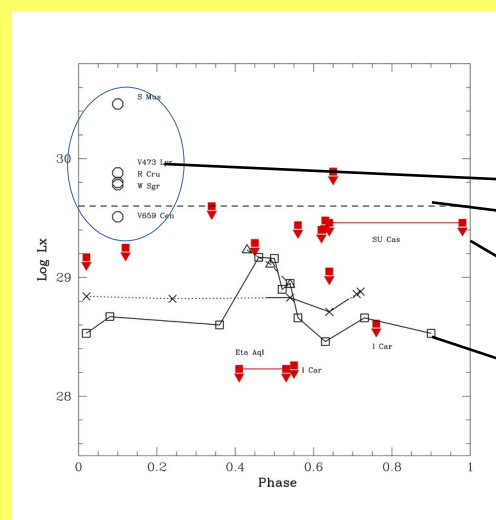 S Mus
30
V473 Lyr
R Cru
W Sgr
V659 Cen
SU Cas
Log Lx
29
l Car
Eta Aql
l Car
28
0 0.2 0.4 0.6 0.8 1
Phase